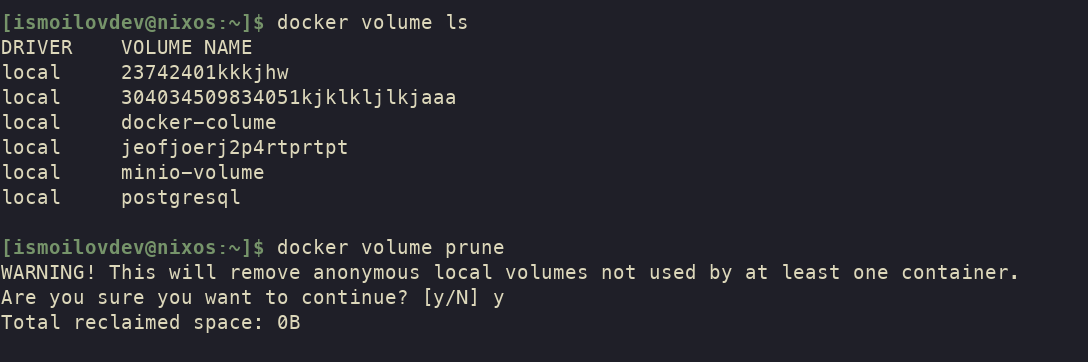 [ismoilovdev@nixos:~]$ docker volume ls
DRIVER    VOLUME NAME
local     23742401kkkjhw
local     304034509834051kjklkljlkjaaa
local     docker-colume
local     jeofjoerj2p4rtprtpt
local     minio-volume
local     postgresql
[ismoilovdev@nixos:~]$ docker volume prune
WARNING! This will remove anonymous local volumes not used by at least one container.
Are you sure you want to continue? [y/N] y
Total reclaimed space: 0B